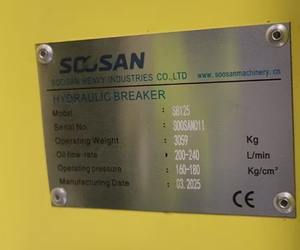 SOOSAN
SOOSAN HEAVY INDUSTRIES CO.,LTD www.soosanmachinery.cn
HYDRAULIC BREAKER
Model : SB125
Serial No. : SOOSAN011
Operating Weight : 3059 Kg
Oil flow rate : 200-240 L/min
Operating pressure : 160-180 Kg/cm²
Manufacturing Date : 03.2025
CE